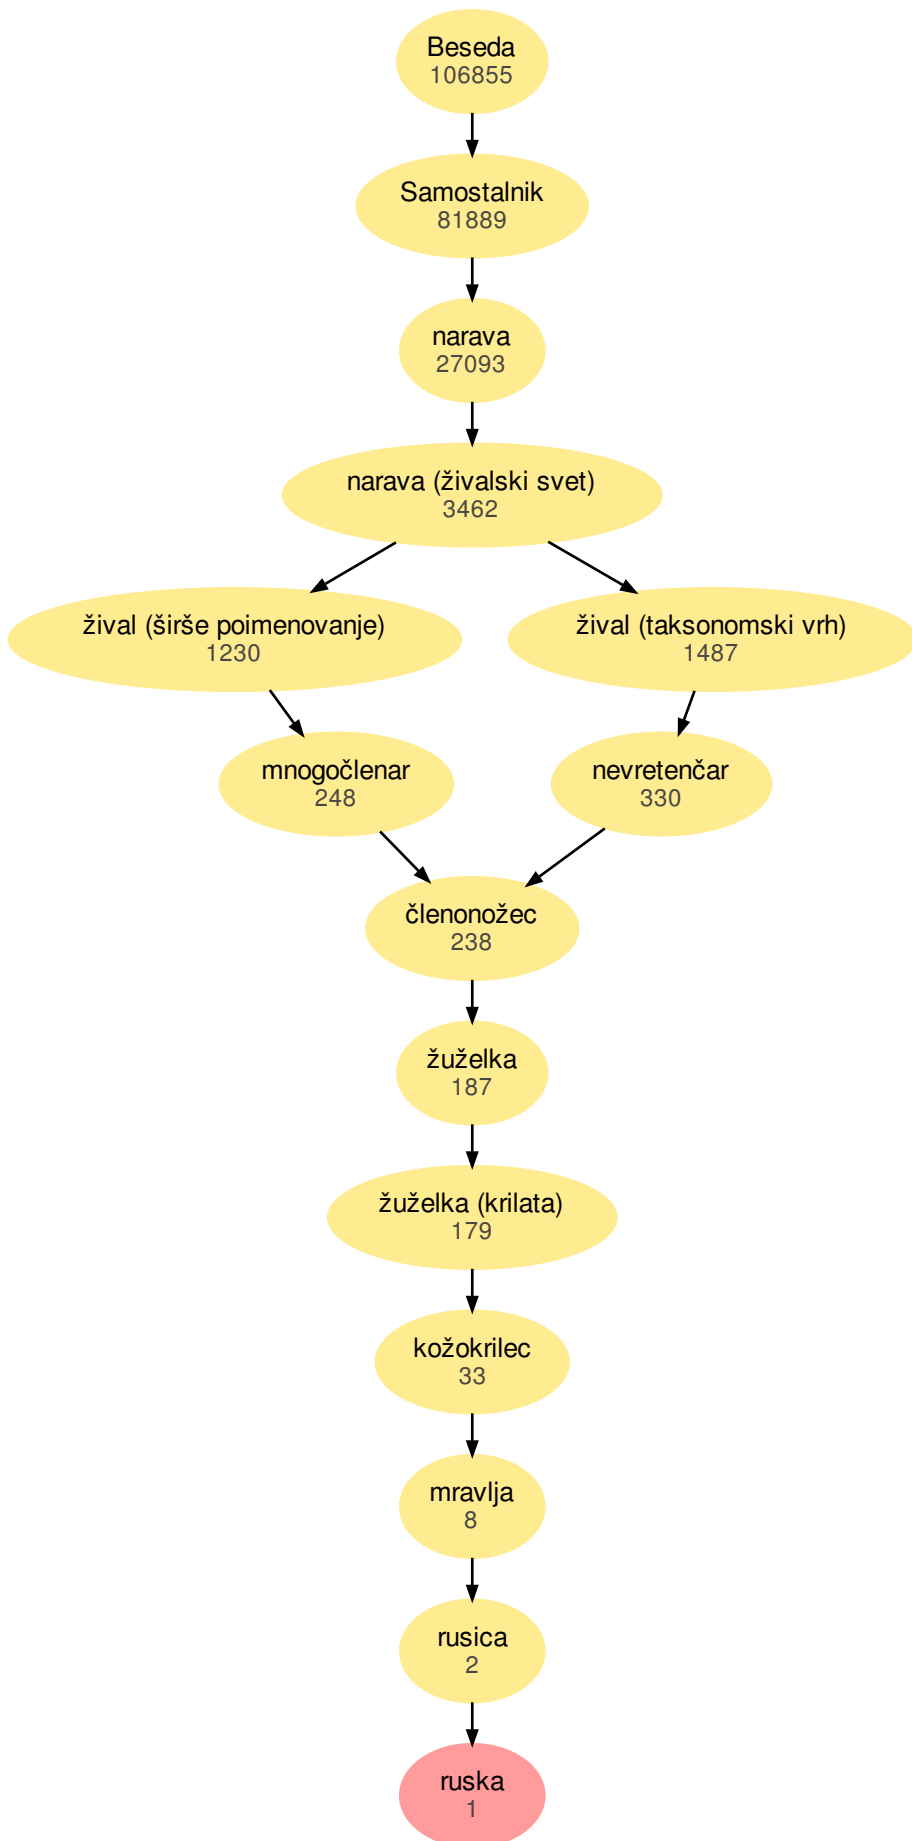 Beseda
106855
Samostalnik
81889
narava
27093
narava (živalski svet)
3462
žival (širše poimenovanje)
1230
žival (taksonomski vrh)
1487
mnogočlenar
248
nevretenčar
330
členonožec
238
žuželka
187
žuželka (krilata)
179
kožokrilec
33
mravlja
8
rusica
2
ruska
1